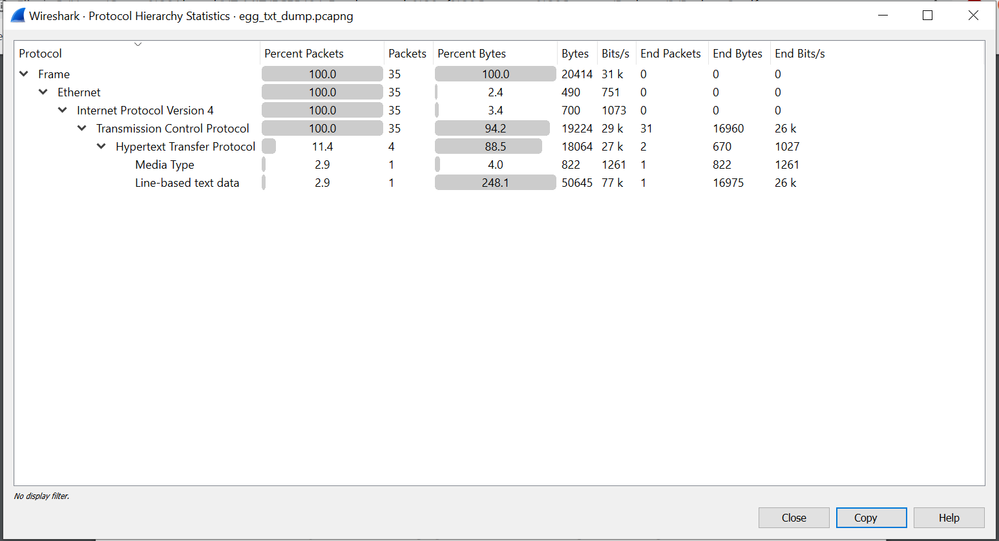 Wireshark · Protocol Hierarchy Statistics · egg_txt_dump.pcapng
Protocol Percent Packets Packets Percent Bytes Bytes Bits/s End Packets End Bytes End Bits/s
Frame 100.0 35 100.0 20414 31 k 0 0 0
Ethernet 100.0 35 2.4 490 751 0 0 0
Internet Protocol Version 4 100.0 35 3.4 700 1073 0 0 0
Transmission Control Protocol 100.0 35 94.2 19224 29 k 31 16960 26 k
Hypertext Transfer Protocol 11.4 4 88.5 18064 27 k 2 670 1027
Media Type 2.9 1 4.0 822 1261 1 822 1261
Line-based text data 2.9 1 248.1 50645 77 k 1 16975 26 k
No display filter.
Close Copy Help